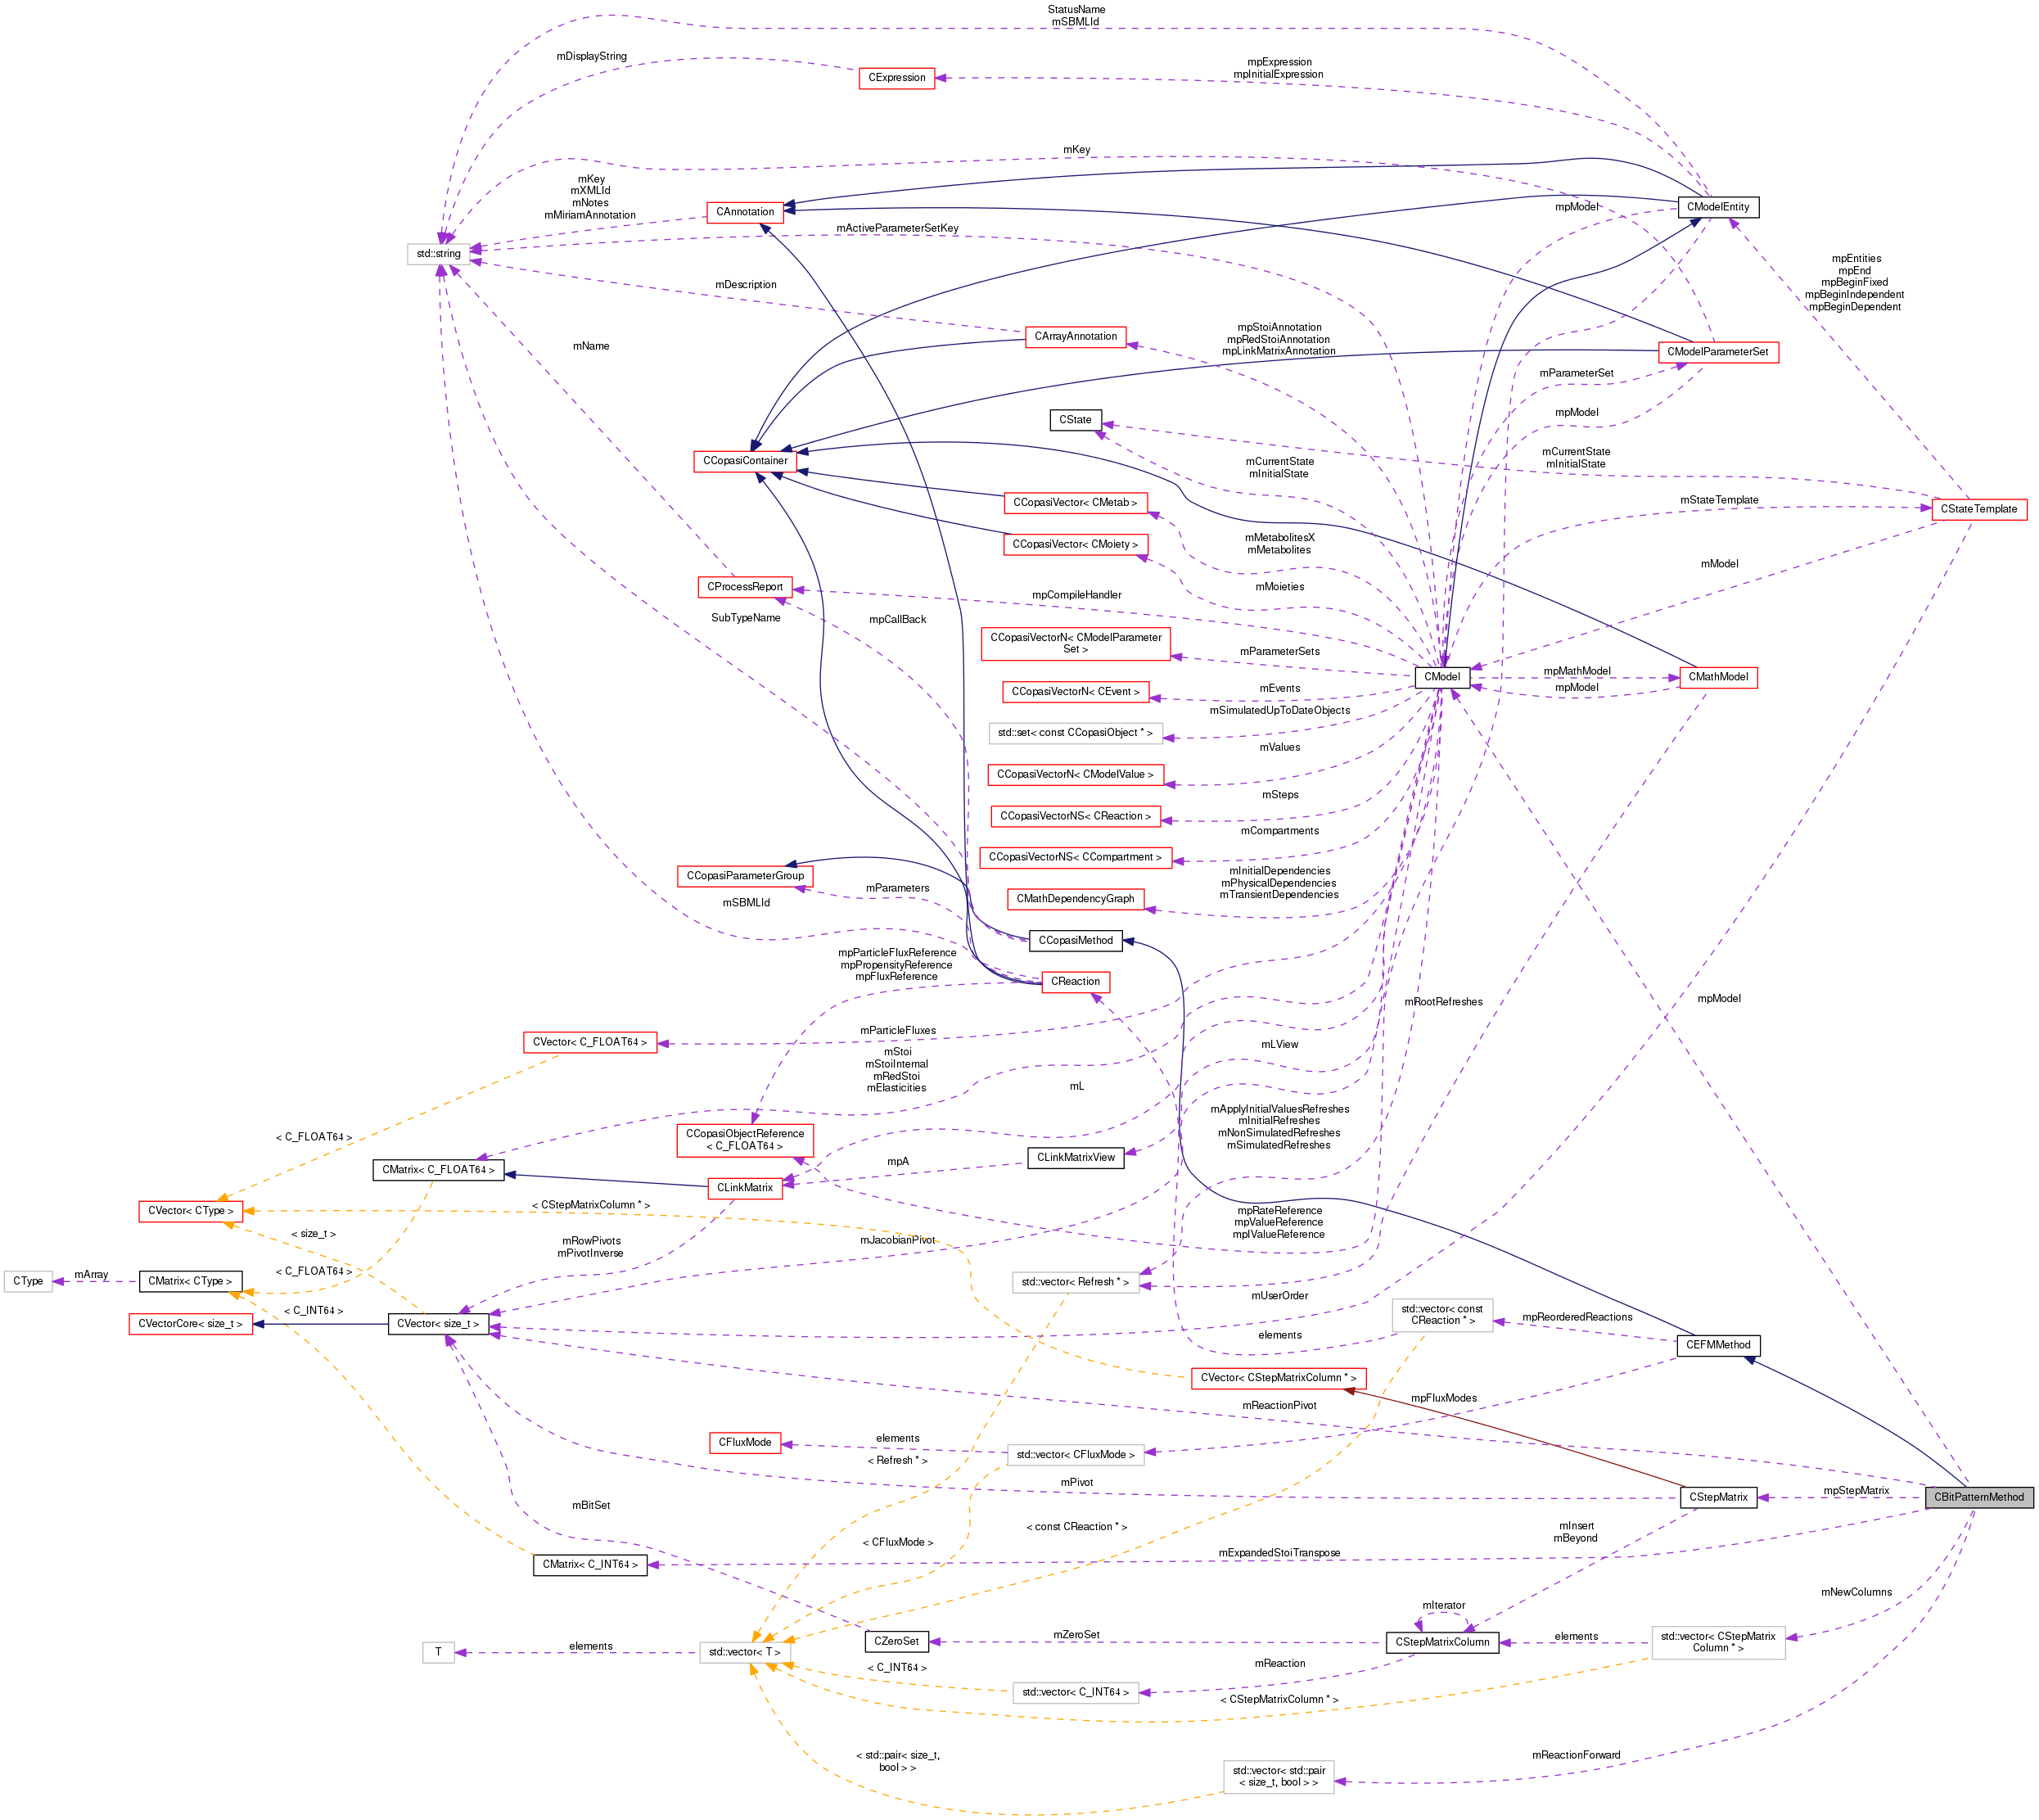 StatusName
mSBMLId
mDisplayString
CExpression
mpExpression
mpInitialExpression
mKey
mKey
mXMLId
mNotes
mMiriamAnnotation
CAnnotation
CModelEntity
mpModel
std::string
mActiveParameterSetKey
mpEntities
mpEnd
mpBeginFixed
mpBeginIndependent
mpBeginDependent
mDescription
CArrayAnnotation
mpStoiAnnotation
mpRedStoiAnnotation
mpLinkMatrixAnnotation
CModelParameterSet
mName
mParameterSet
CState
mpModel
CCopasiContainer
mCurrentState
mInitialState
mCurrentState
mInitialState
CCopasiVector< CMetab >
mStateTemplate
CStateTemplate
mMetabolitesX
mMetabolites
CCopasiVector< CMoiety >
mModel
CProcessReport
mpCompileHandler
mMoieties
SubTypeName
mpCallBack
CCopasiVectorN< CModelParameter
Set >
mParameterSets
CModel
mpMathModel
mpModel
CMathModel
CCopasiVectorN< CEvent >
mEvents
mpModel
std::set< const CCopasiObject * >
mSimulatedUpToDateObjects
CCopasiVectorN< CModelValue >
mValues
CCopasiVectorNS< CReaction >
mSteps
CCopasiVectorNS< CCompartment >
mCompartments
CCopasiParameterGroup
mParameters
CMathDependencyGraph
mInitialDependencies
mPhysicalDependencies
mTransientDependencies
mSBMLId
CCopasiMethod
mpParticleFluxReference
mpPropensityReference
mpFluxReference
CReaction
mRootRefreshes
CVector< C_FLOAT64 >
mParticleFluxes
mLView
mStoi
mStoiInternal
mRedStoi
mElasticities
mL
< C_FLOAT64 >
CCopasiObjectReference
< C_FLOAT64 >
mApplyInitialValuesRefreshes
mInitialRefreshes
mNonSimulatedRefreshes
mSimulatedRefreshes
CMatrix< C_FLOAT64 >
mpA
CLinkMatrixView
CLinkMatrix
CVector< CType >
< CStepMatrixColumn * >
mpRateReference
mpValueReference
mpIValueReference
< size_t >
mRowPivots
mPivotInverse
mJacobianPivot
CType
mArray
CMatrix< CType >
< C_FLOAT64 >
std::vector< Refresh * >
mUserOrder
< C_INT64 >
CVectorCore< size_t >
CVector< size_t >
std::vector< const
CReaction * >
mpReorderedReactions
elements
CEFMMethod
CVector< CStepMatrixColumn * >
mpFluxModes
mReactionPivot
CFluxMode
elements
std::vector< CFluxMode >
< Refresh * >
mPivot
CStepMatrix
mpStepMatrix
CBitPatternMethod
mBitSet
< const CReaction * >
mInsert
mBeyond
< CFluxMode >
CMatrix< C_INT64 >
mExpandedStoiTranspose
mNewColumns
mIterator
T
elements
std::vector< T >
CZeroSet
mZeroSet
CStepMatrixColumn
elements
std::vector< CStepMatrix
Column * >
< C_INT64 >
mReaction
std::vector< C_INT64 >
< CStepMatrixColumn * >
< std::pair< size_t,
bool > >
std::vector< std::pair
< size_t, bool > >
mReactionForward